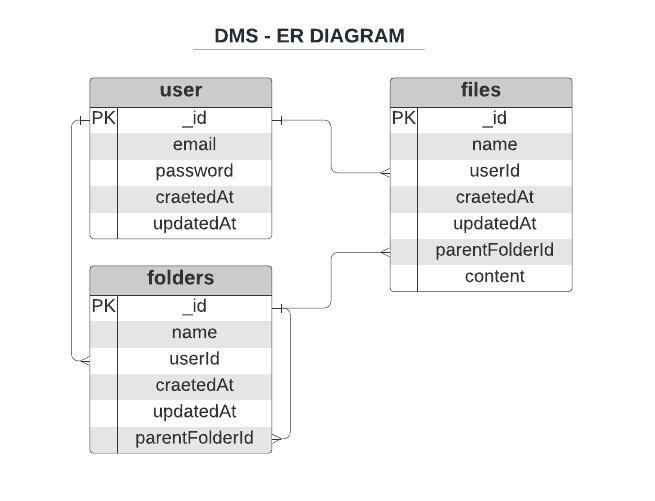 DMS - ER DIAGRAM
user
PK _id
email
password
craetedAt
updatedAt
files
PK _id
name
userId
craetedAt
updatedAt
parentFolderId
content
folders
PK _id
name
userId
craetedAt
updatedAt
parentFolderId